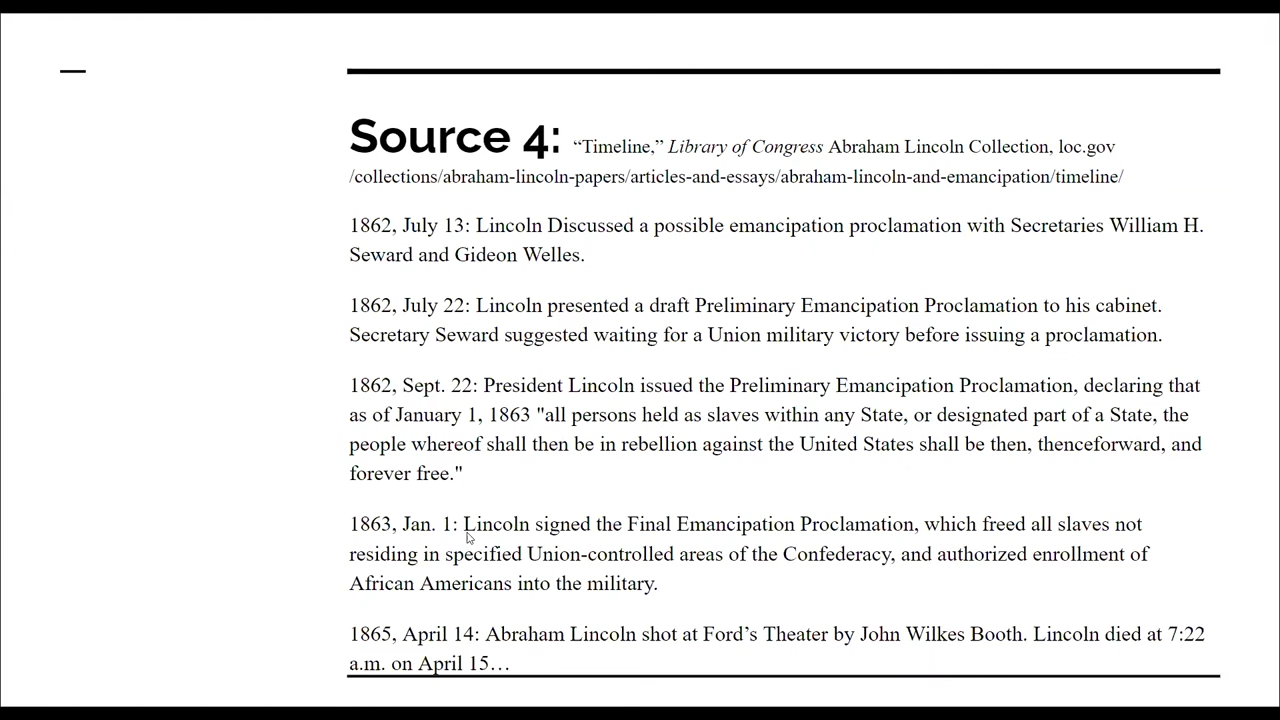 Source 4: “Timeline,” Library of Congress Abraham Lincoln Collection, loc.gov
/collections/abraham-lincoln-papers/articles-and-essays/abraham-lincoln-and-emancipation/timeline/
1862, July 13: Lincoln Discussed a possible emancipation proclamation with Secretaries William H.
Seward and Gideon Welles.
1862, July 22: Lincoln presented a draft Preliminary Emancipation Proclamation to his cabinet.
Secretary Seward suggested waiting for a Union military victory before issuing a proclamation.
1862, Sept. 22: President Lincoln issued the Preliminary Emancipation Proclamation, declaring that
as of January 1, 1863 "all persons held as slaves within any State, or designated part of a State, the
people whereof shall then be in rebellion against the United States shall be then, thenceforward, and
forever free."
1863, Jan. 1: Lincoln signed the Final Emancipation Proclamation, which freed all slaves not
residing in specified Union-controlled areas of the Confederacy, and authorized enrollment of
African Americans into the military.
1865, April 14: Abraham Lincoln shot at Ford’s Theater by John Wilkes Booth. Lincoln died at 7:22
a.m. on April 15…